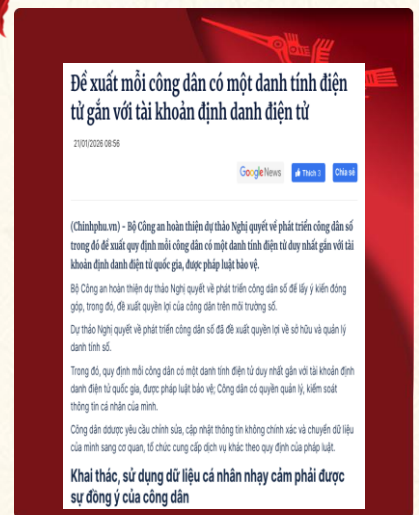 Đề xuất mỗi công dân có một danh tính điện
tử gắn với tài khoản định danh điện tử
21/01/2026 08:56
Google News
Thích 3
Chia sẻ
(Chinhphu.vn) - Bộ Công an hoàn thiện dự thảo Nghị quyết về phát triển công dân số
trong đó đề xuất quy định mỗi công dân có một danh tính điện tử duy nhất gắn với tài
khoản định danh điện tử quốc gia, được pháp luật bảo vệ.
Bộ Công an hoàn thiện dự thảo Nghị quyết về phát triển công dân số để lấy ý kiến đóng
góp, trong đó, đề xuất quyền lợi của công dân trên môi trường số.
Dự thảo Nghị quyết về phát triển công dân số đã đề xuất quyền lợi về sở hữu và quản lý
danh tính số.
Trong đó, quy định mỗi công dân có một danh tính điện tử duy nhất gắn với tài khoản định
danh điện tử quốc gia, được pháp luật bảo vệ; Công dân có quyền quản lý, kiểm soát
thông tin cá nhân của mình.
Công dân dược yêu cầu chỉnh sửa, cập nhật thông tin không chính xác và chuyển dữ liệu
của mình sang cơ quan, tổ chức cung cấp dịch vụ khác theo quy định của pháp luật.
Khai thác, sử dụng dữ liệu cá nhân nhạy cảm phải được
sự đồng ý của công dân